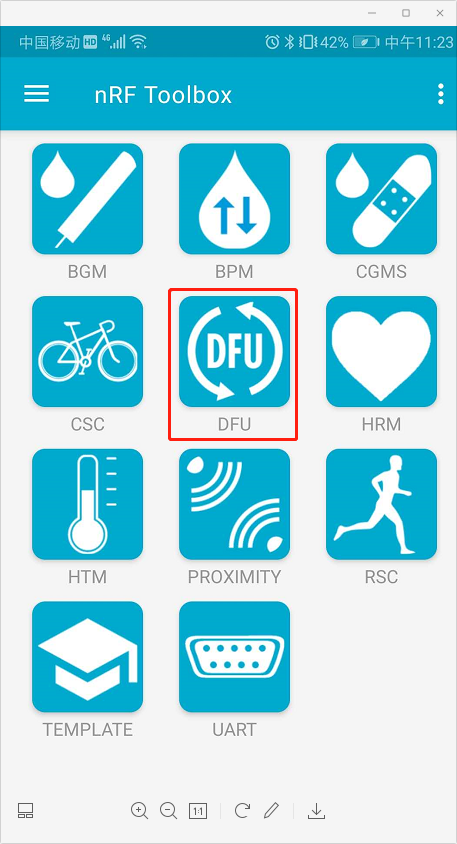 中国移动 HD 4G 42% 中午11:23
nRF Toolbox
BGM BPM CGMS
DFU
CSC DFU HRM
HTM PROXIMITY RSC
TEMPLATE UART
1:1